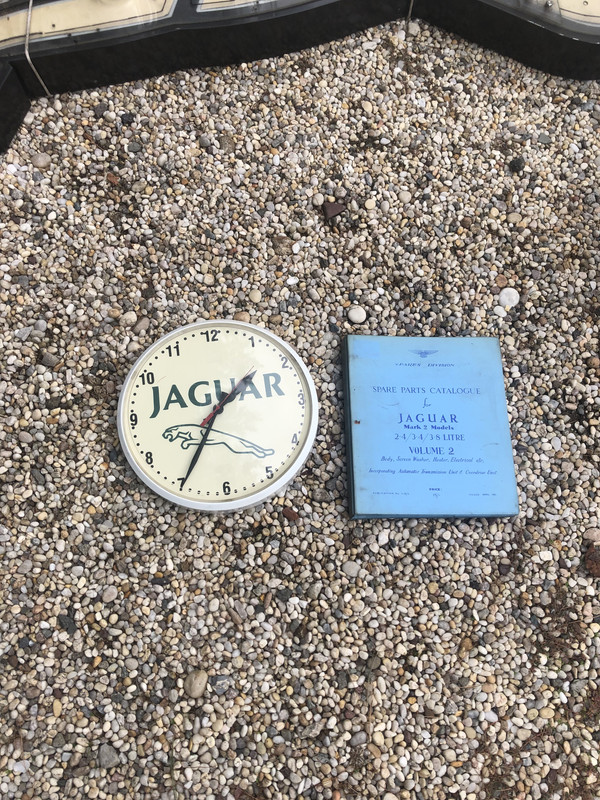 12
11
1
10
2
JAGUAR
9
3
8
4
7
5
6
SPARES DIVISION
SPARE PARTS CATALOGUE
for
JAGUAR
Mark 2 Models
2·4, 3·4, 3·8 LITRE
VOLUME 2
Body, Screen Washer, Heater, Electrical etc.
Incorporating Automatic Transmission Unit & Overdrive Unit